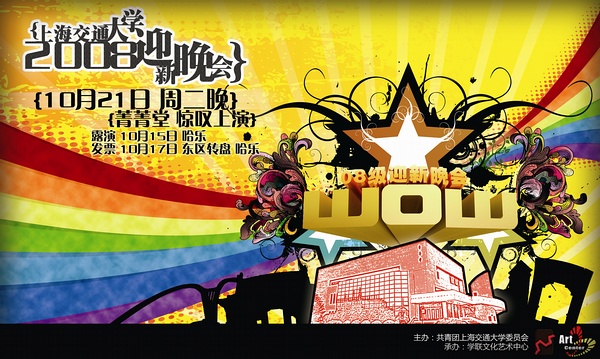 {上海交通大学
2008迎新晚会}
{10月21日 周二晚}
{菁菁堂 惊叹上演}
露演 10月15日 哈乐
发票 10月17日 东区转盘 哈乐
08级迎新晚会
WOW
主办：共青团上海交通大学委员会
承办：学联文化艺术中心
Art
Center